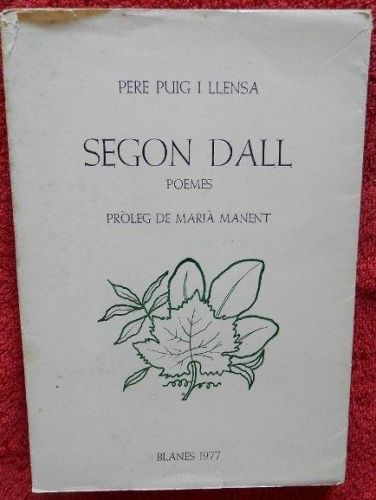 PERE PUIG I LLENSA
SEGON DALL
POEMES
PRÒLEG DE MARIÀ MANENT
BLANES 1977